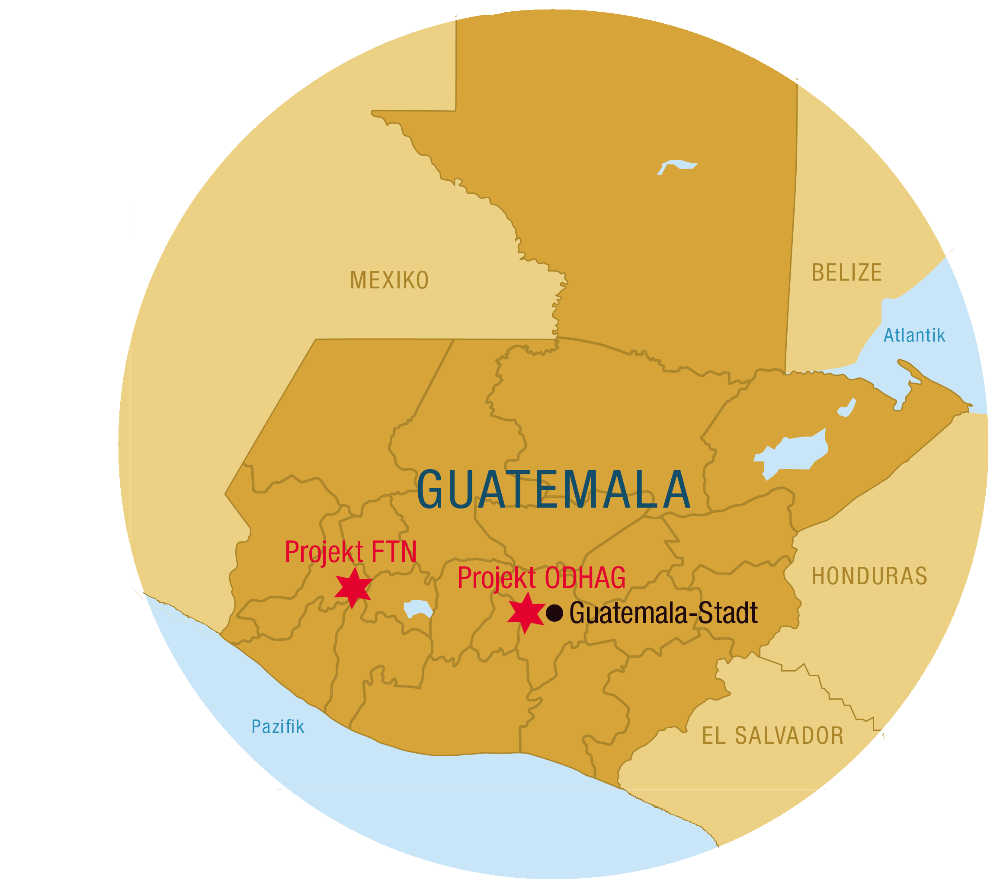 MEXIKO
BELIZE
Atlantik
GUATEMALA
Projekt FTN
Projekt ODHAG
HONDURAS
Guatemala-Stadt
Pazifik
EL SALVADOR